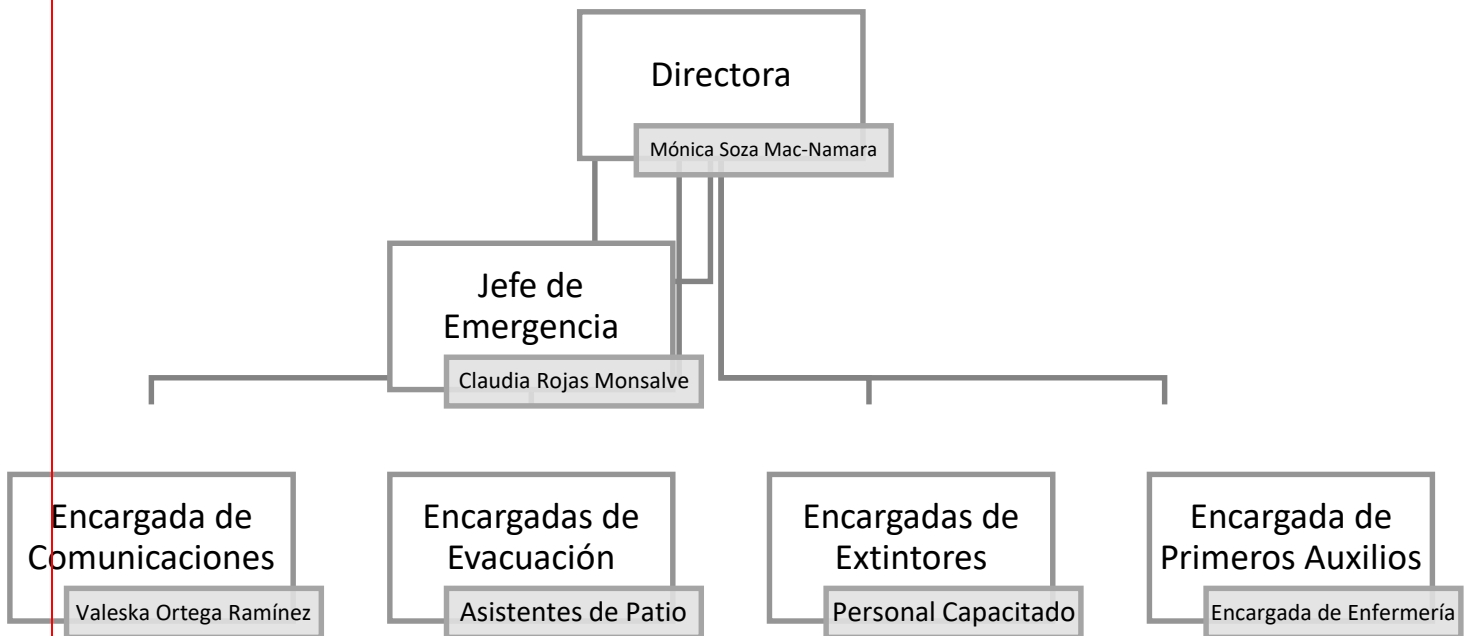 Directora
Mónica Soza Mac-Namara
Jefe de
Emergencia
Claudia Rojas Monsalve
Encargada de
Comunicaciones
Valeska Ortega Ramínez
Encargadas de
Evacuación
Asistentes de Patio
Encargadas de
Extintores
Personal Capacitado
Encargada de
Primeros Auxilios
Encargada de Enfermería